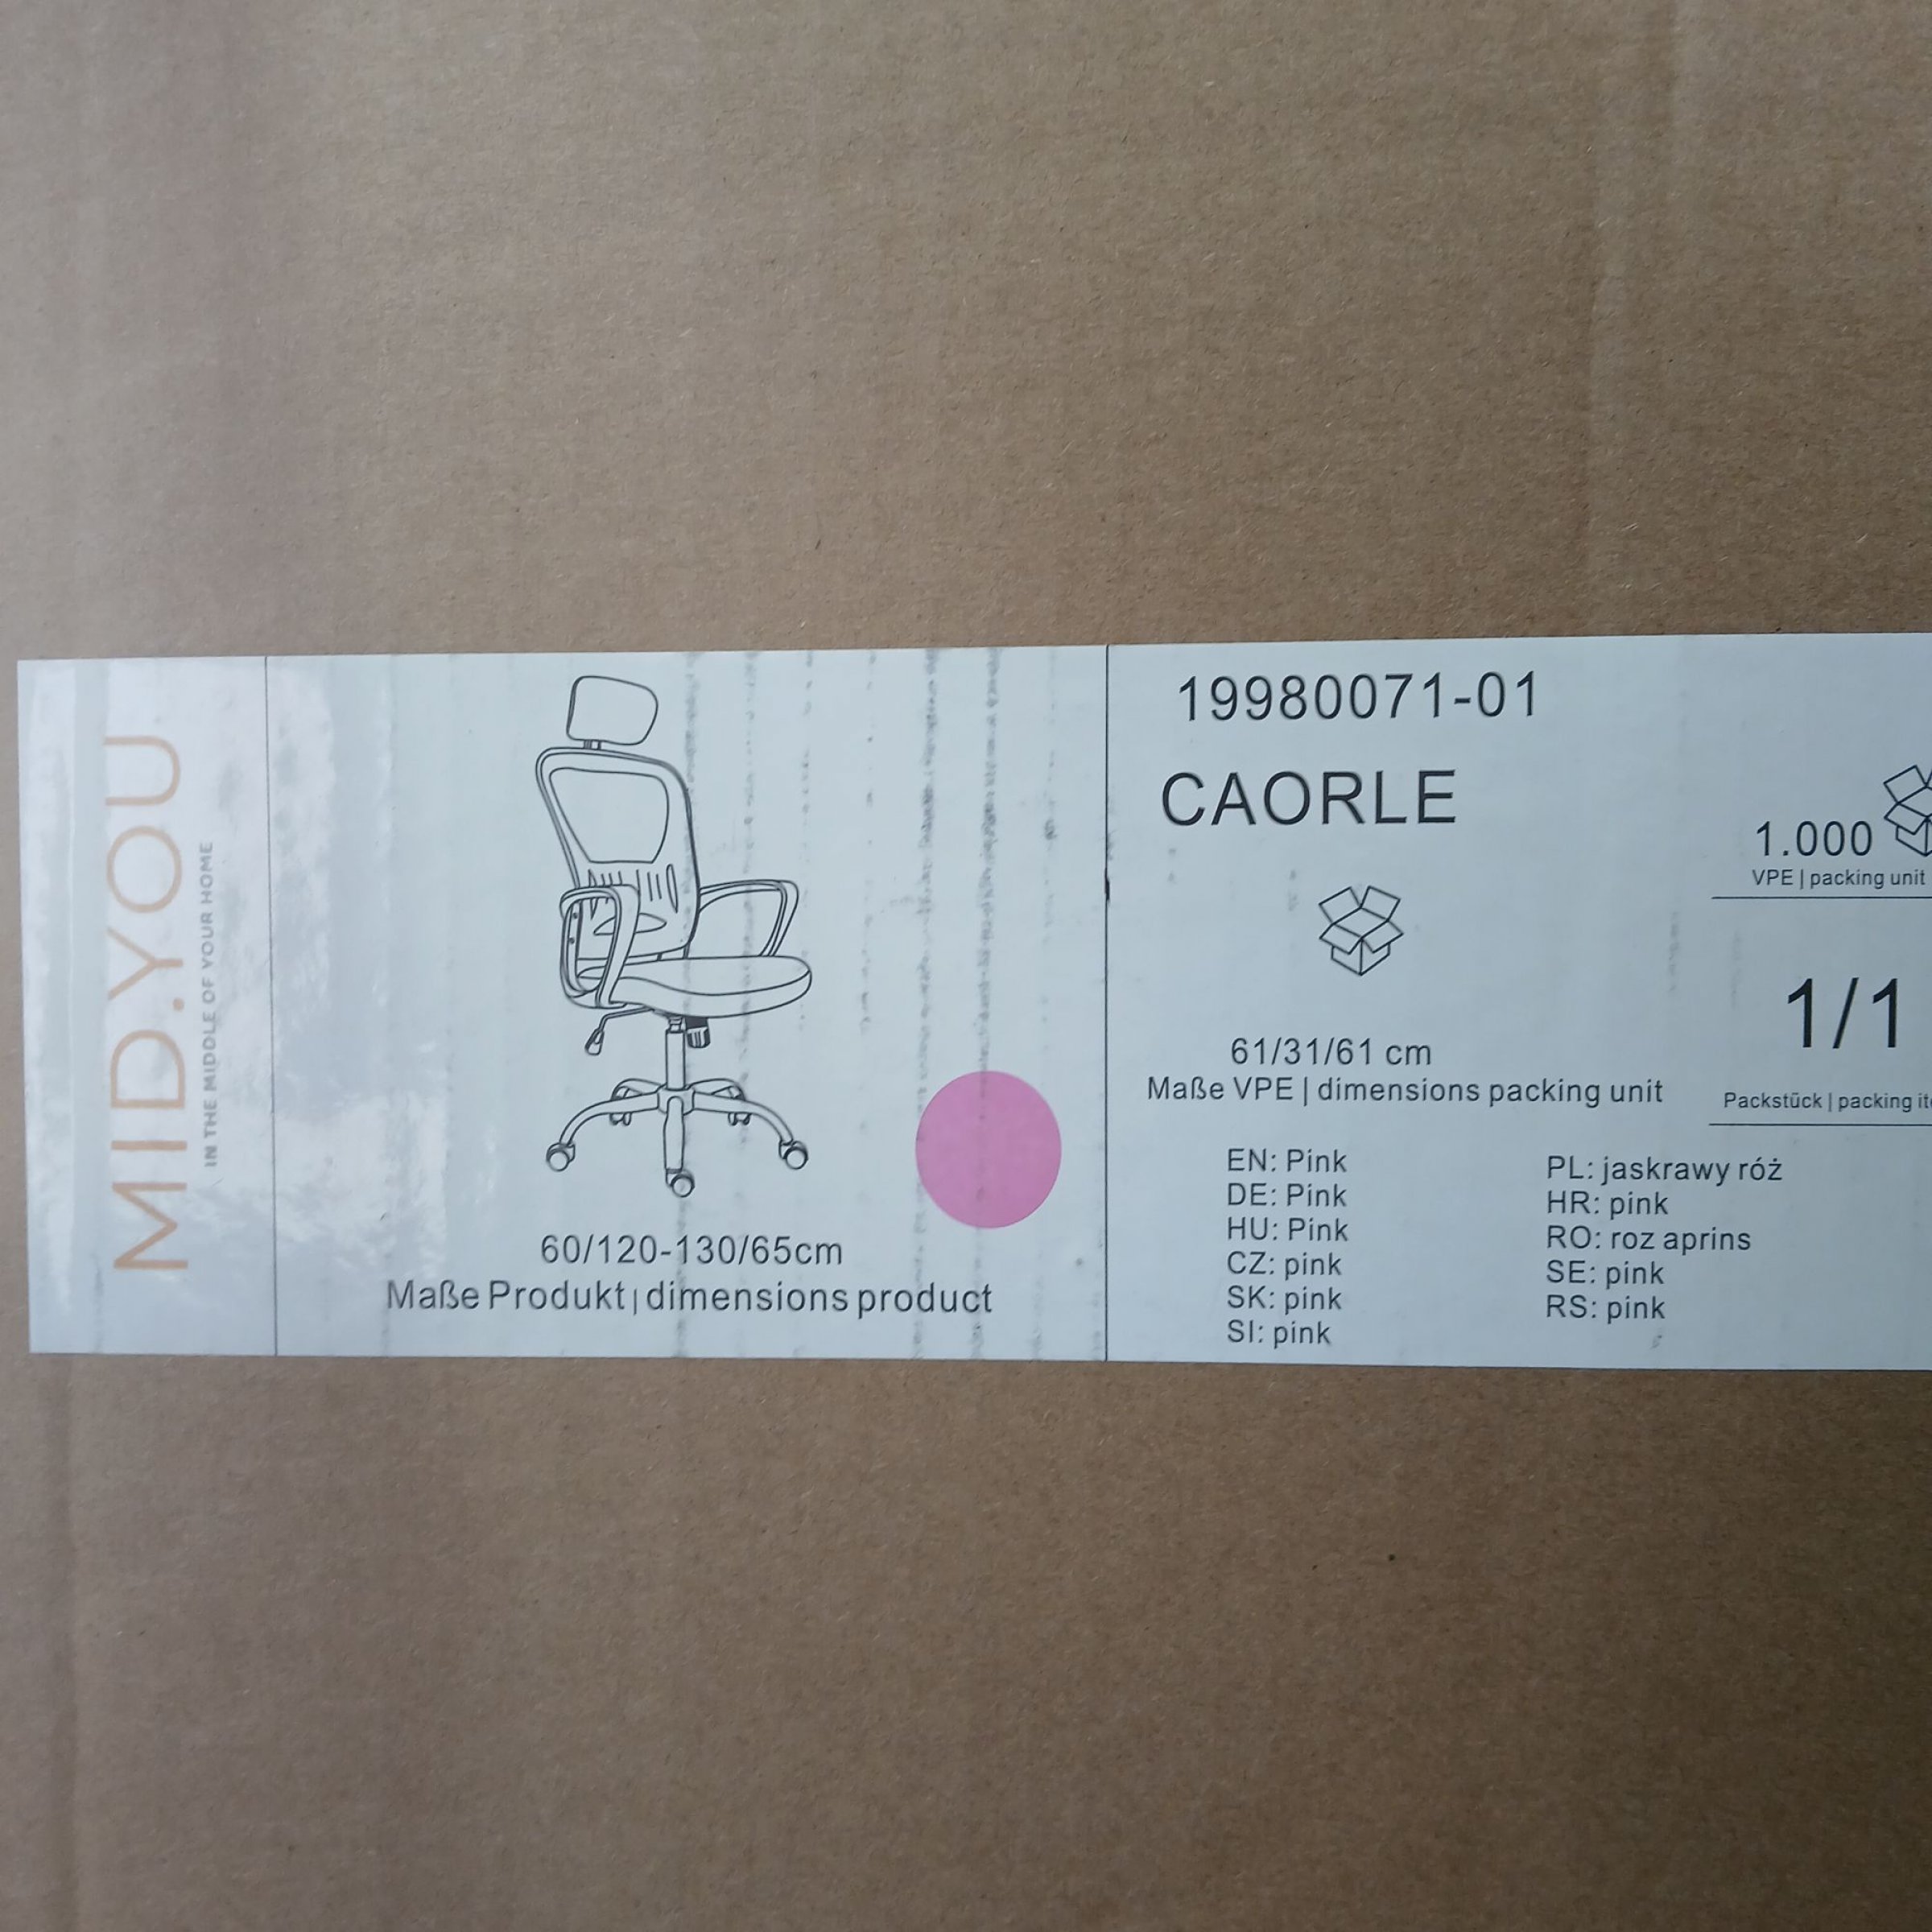 MID.YOU
IN THE MIDDLE OF YOUR HOME
60/120-130/65cm
Maße Produkt | dimensions product
19980071-01
CAORLE
61/31/61 cm
Maße VPE | dimensions packing unit
EN: Pink
DE: Pink
HU: Pink
CZ: pink
SK: pink
SI: pink
PL: jaskrawy róż
HR: pink
RO: roz aprins
SE: pink
RS: pink
1.000
VPE | packing unit
1/1
Packstück | packing